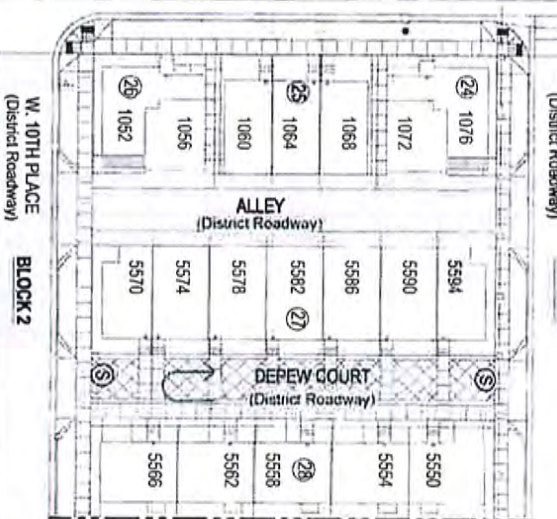 (District Roadway)
W. 10TH PLACE
(District Roadway)
BLOCK 2
26
25
24
1052
1056
1060
1064
1068
1072
1076
ALLEY
(District Roadway)
5570
5574
5578
5582
5586
5590
5594
27
S
DEPEW COURT
(District Roadway)
S
5566
5562
5558
28
5554
5550